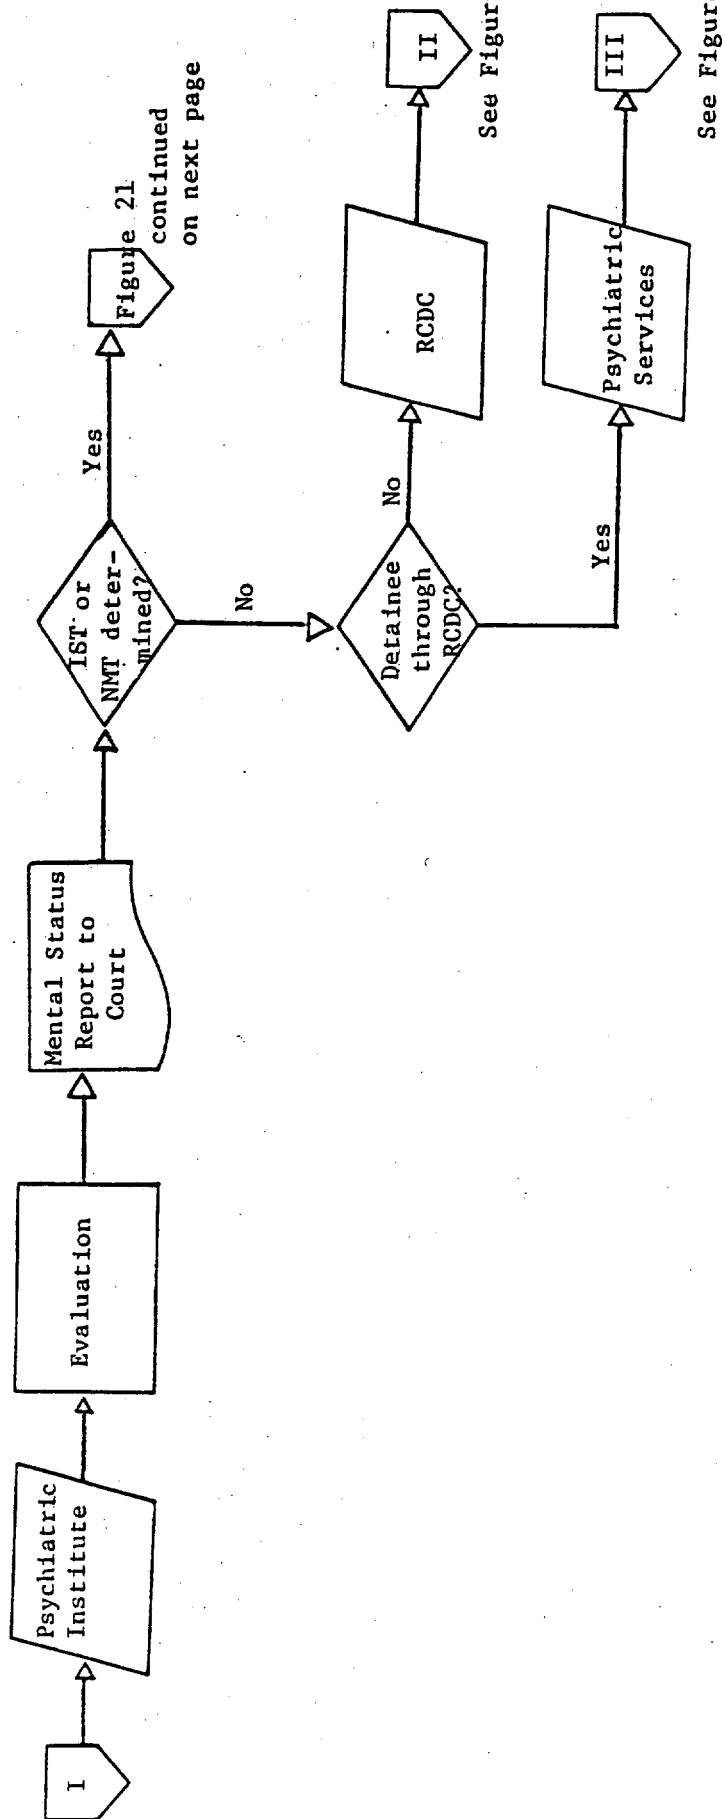 I
Psychiatric
Institute
Evaluation
Mental Status
Report to
Court
IST or
NMT deter-
mined?
Yes
Figure 21
continued
on next page
No
Detainee
through
RCDC?
No
RCDC
II
See Figur
Yes
Psychiatric
Services
III
See Figur